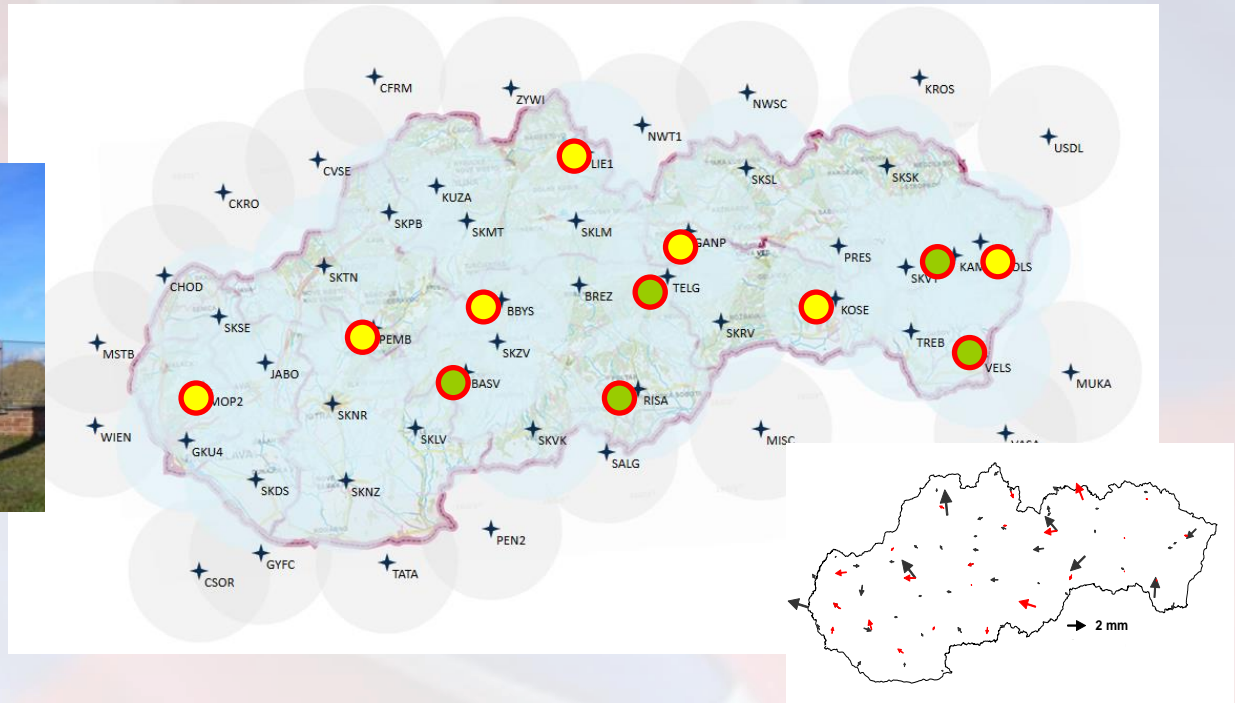 CFRM
ZYWI
NWSC
KROS
NWT1
USDL
CVSE
LIE1
SKSL
SKSK
CKRO
KUZA
SKPB
SKMT
SKLM
GANP
PRES
SKTN
CHOD
TELG
BREZ
BBYS
KOSE
SKSE
SKRV
TREB
PEMB
SKZV
MSTB
JABO
VELS
MUKA
BASV
MOP2
SKNR
RISA
WIEN
GKU4
SKLV
SKVK
SALG
SKDS
SKNZ
PEN2
GYFC
TATA
CSOR
2 mm